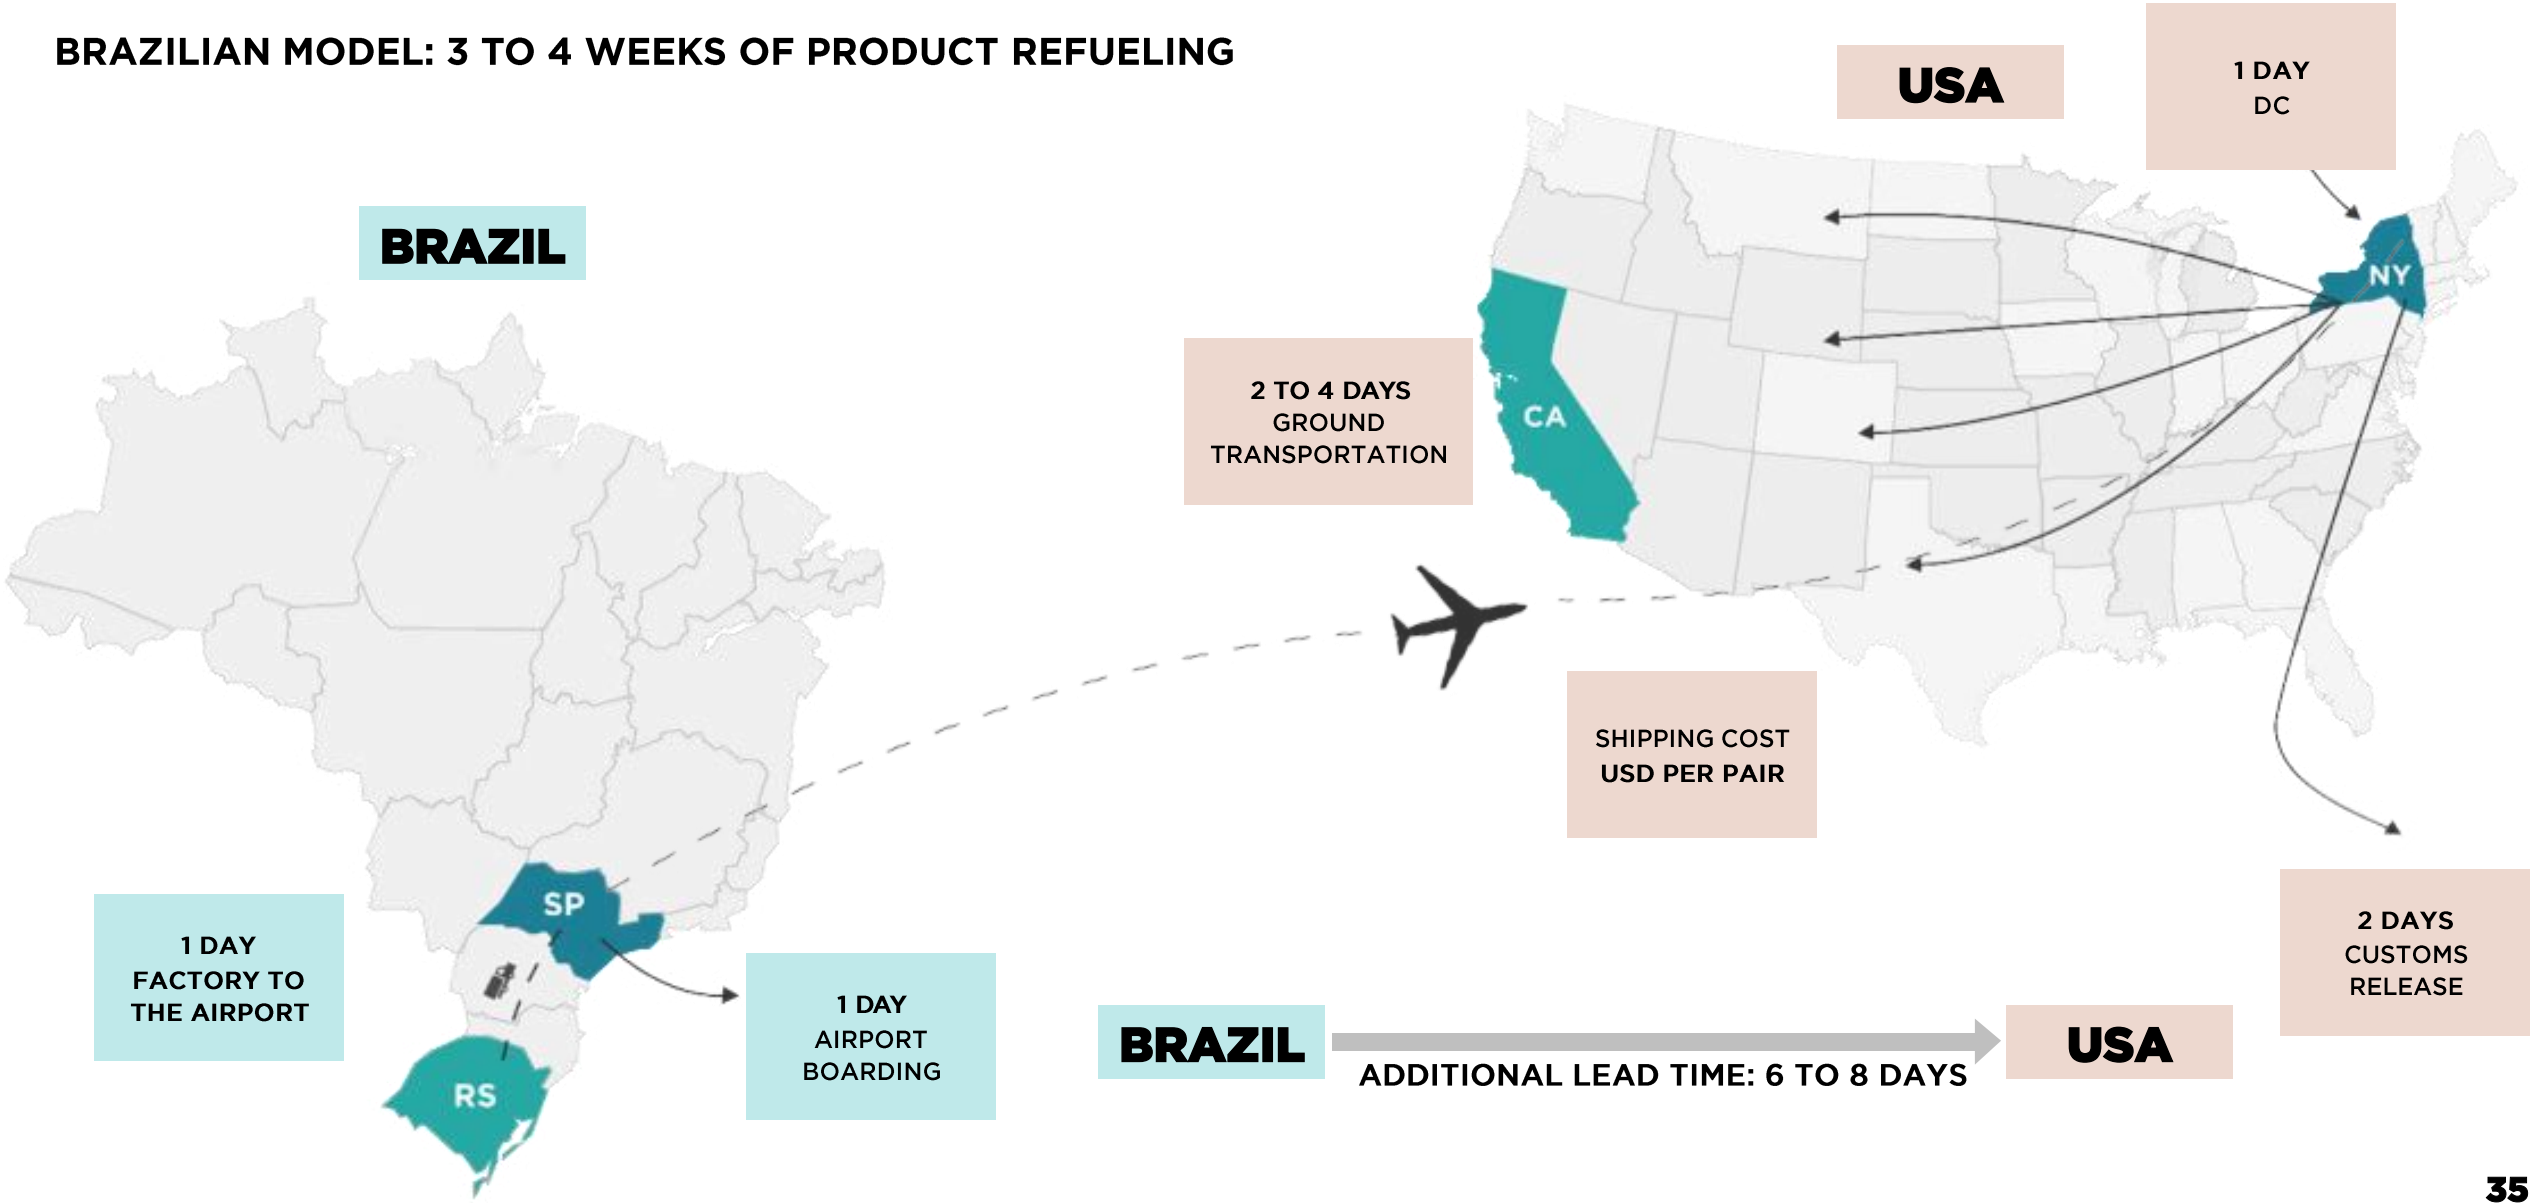 BRAZILIAN MODEL: 3 TO 4 WEEKS OF PRODUCT REFUELING
USA
1 DAY
DC
BRAZIL
NY
2 TO 4 DAYS
GROUND
TRANSPORTATION
CA
SHIPPING COST
USD PER PAIR
SP
1 DAY
FACTORY TO
THE AIRPORT
1 DAY
AIRPORT
BOARDING
RS
2 DAYS
CUSTOMS
RELEASE
BRAZIL
USA
ADDITIONAL LEAD TIME: 6 TO 8 DAYS
35